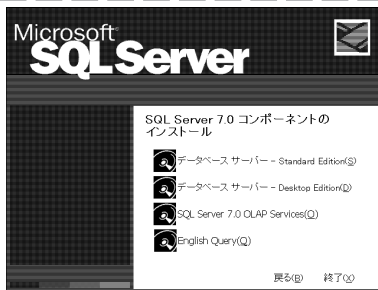 Microsoft
SQL Server
SQL Server 7.0 コンポーネントの
インストール
データベース サーバー - Standard Edition(S)
データベース サーバー - Desktop Edition(D)
SQL Server 7.0 OLAP Services(O)
English Query(Q)
戻る(B) 終了(X)